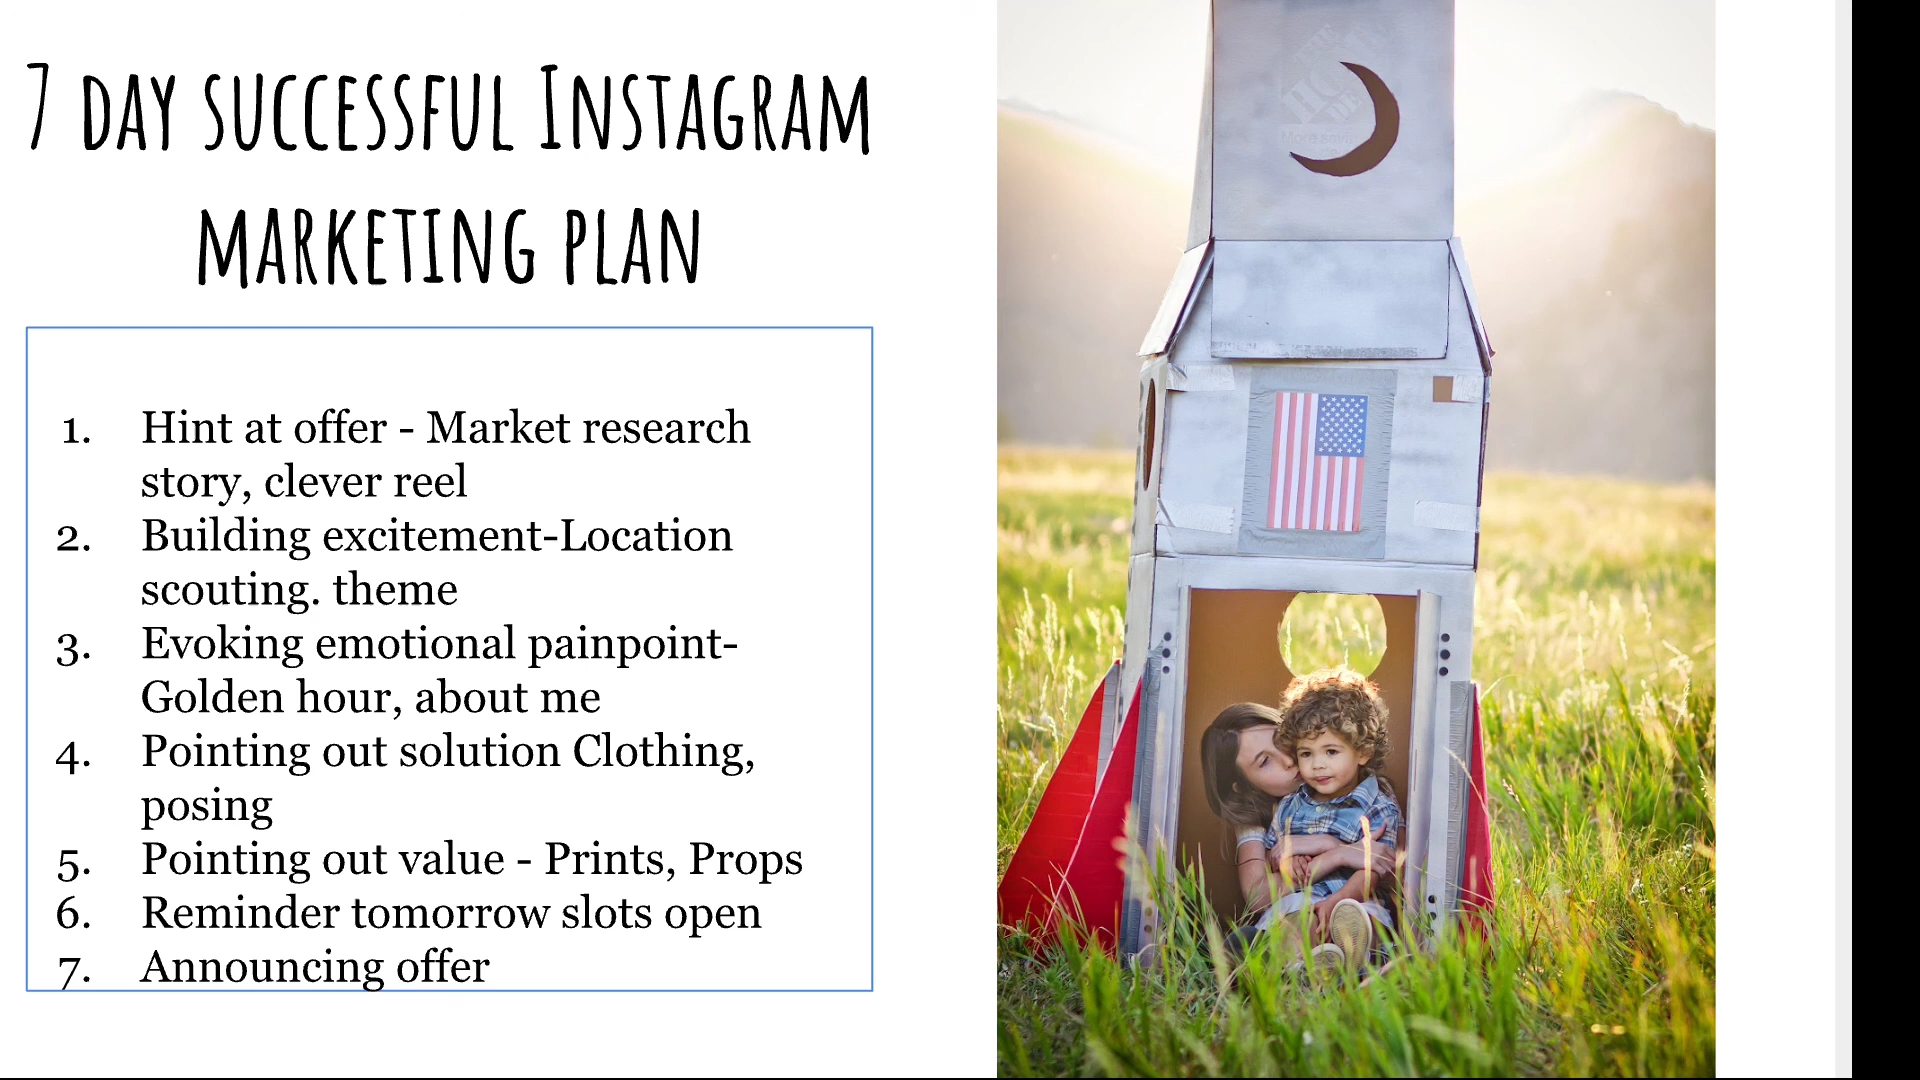 7 day successful Instagram
marketing plan
1. Hint at offer - Market research
story, clever reel
2. Building excitement-Location
scouting. theme
3. Evoking emotional painpoint-
Golden hour, about me
4. Pointing out solution Clothing,
posing
5. Pointing out value - Prints, Props
6. Reminder tomorrow slots open
7. Announcing offer